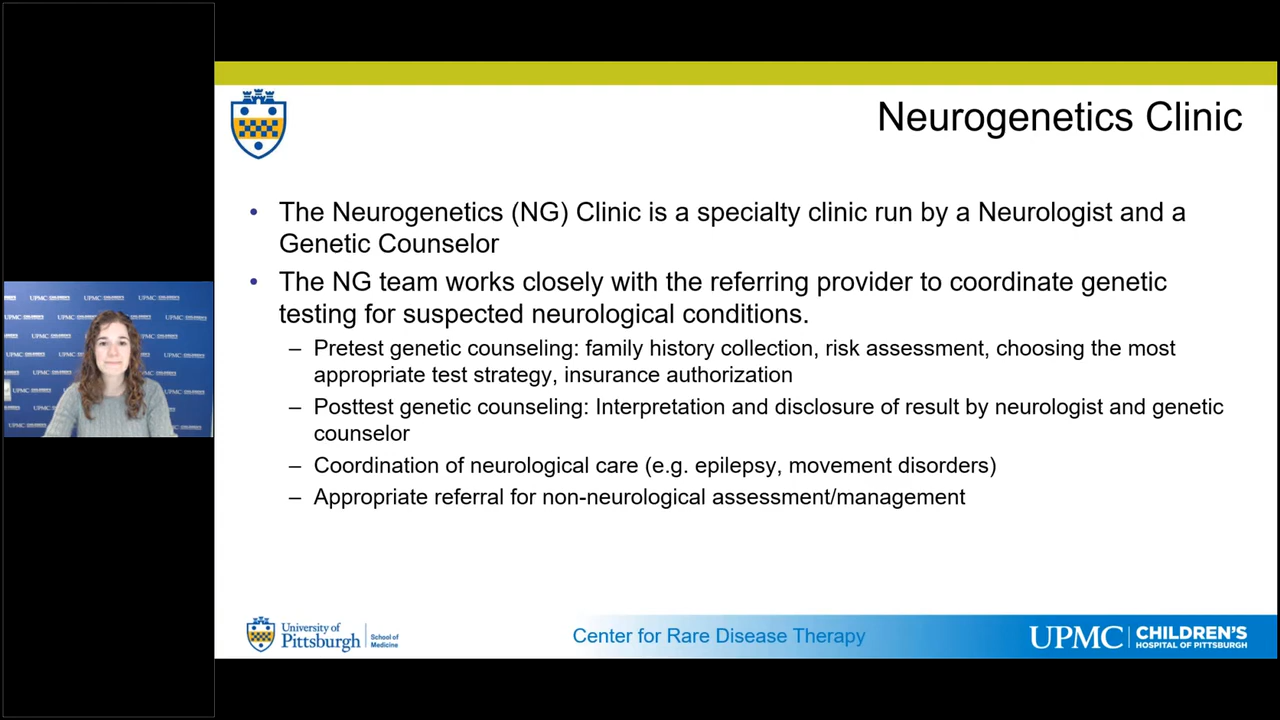 Neurogenetics Clinic
• The Neurogenetics (NG) Clinic is a specialty clinic run by a Neurologist and a
Genetic Counselor
• The NG team works closely with the referring provider to coordinate genetic
testing for suspected neurological conditions.
– Pretest genetic counseling: family history collection, risk assessment, choosing the most
appropriate test strategy, insurance authorization
– Posttest genetic counseling: Interpretation and disclosure of result by neurologist and genetic
counselor
– Coordination of neurological care (e.g. epilepsy, movement disorders)
– Appropriate referral for non-neurological assessment/management
University of
Pittsburgh
School of
Medicine
Center for Rare Disease Therapy
UPMC
CHILDREN'S
HOSPITAL OF PITTSBURGH